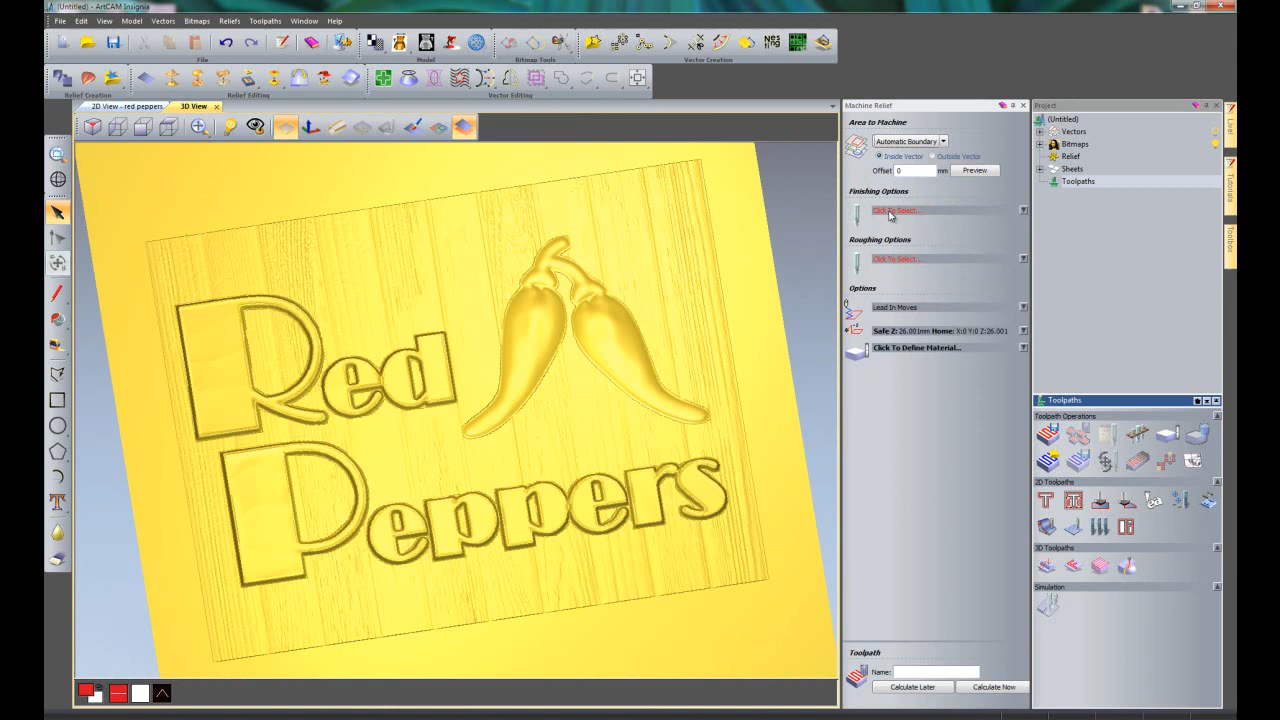 (Untitled) - ArtCAM Insignia
File Edit View Model Vectors Bitmaps Reliefs Toolpaths Window Help
File Model Bitmap Tools Vector Creation
Relief Creation Relief Editing Vector Editing
2D View - red peppers 3D View
Red
Peppers
Machine Relief
Area to Machine
Automatic Boundary
Inside Vector Outside Vector
Offset 0 mm Preview
Finishing Options
Click To Select...
Roughing Options
Click To Select...
Options
Lead In Moves
Safe Z: 26.001mm Home: X:0 Y:0 Z:26.001
Click To Define Material...
Toolpath
Name:
Calculate Later Calculate Now
Project
(Untitled)
Vectors
Bitmaps
Relief
Sheets
Toolpaths
Toolpaths
Toolpath Operations
2D Toolpaths
3D Toolpaths
Simulation
Layer
Tutorials
Toolbox